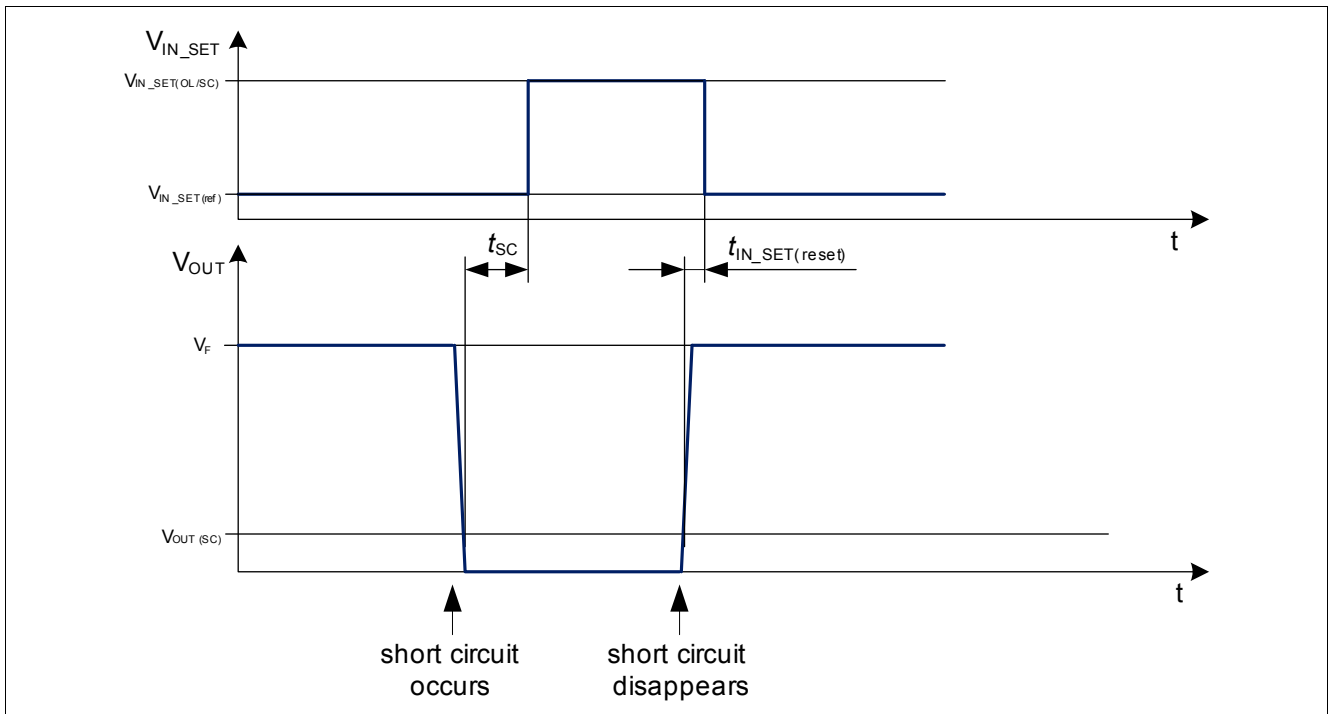 VIN_SET
VIN_SET(OL/SC)
VIN_SET(ref)
t
tSC
tIN_SET(reset)
VOUT
VF
VOUT (SC)
t
short circuit
occurs
short circuit
disappears